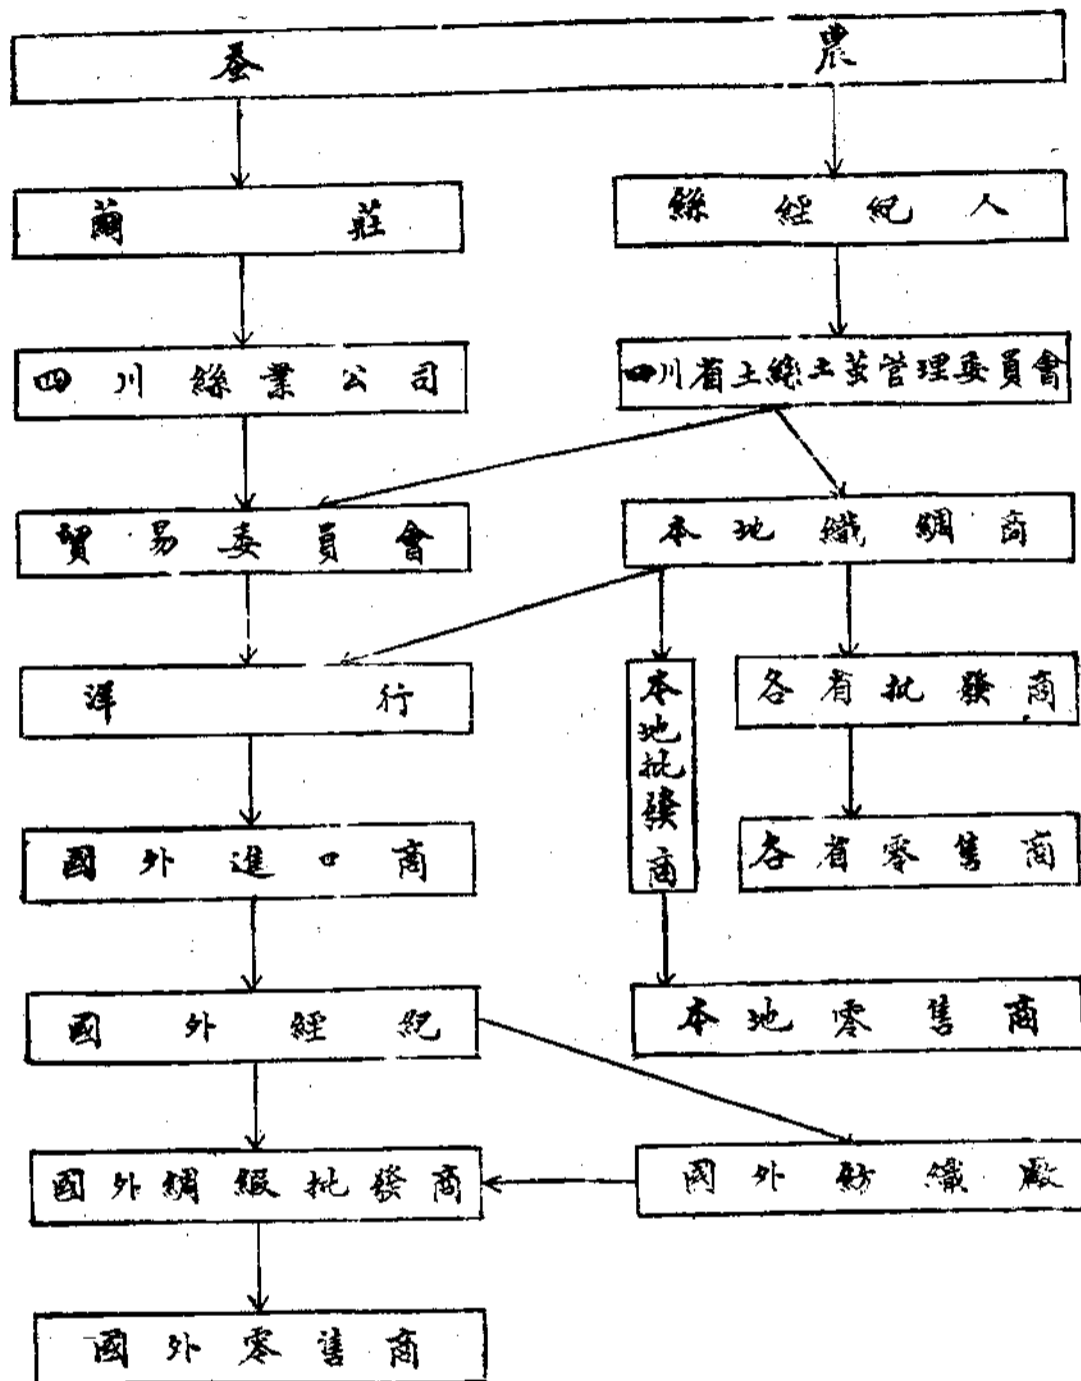 蚕農
繭莊
絲經紀人
四川絲業公司
四川省土絲土茧管理委員會
貿易委員會
本地織綢商
洋行
本地批發商
各省批發商
國外進口商
各省零售商
國外經紀
本地零售商
國外綢緞批發商
國外紡織廠
國外零售商